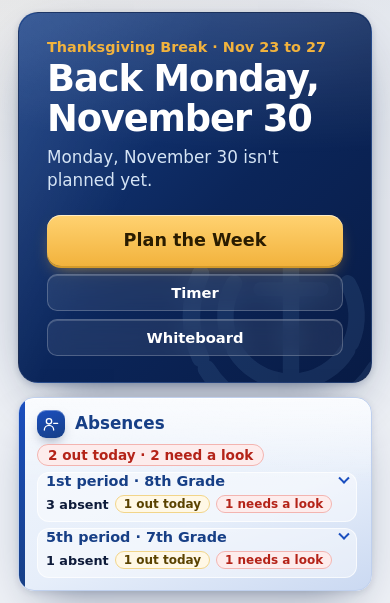 Thanksgiving Break · Nov 23 to 27
Back Monday,
November 30
Monday, November 30 isn't
planned yet.
Plan the Week
Timer
Whiteboard
Absences
2 out today · 2 need a look
1st period · 8th Grade
3 absent 1 out today 1 needs a look
5th period · 7th Grade
1 absent 1 out today 1 needs a look